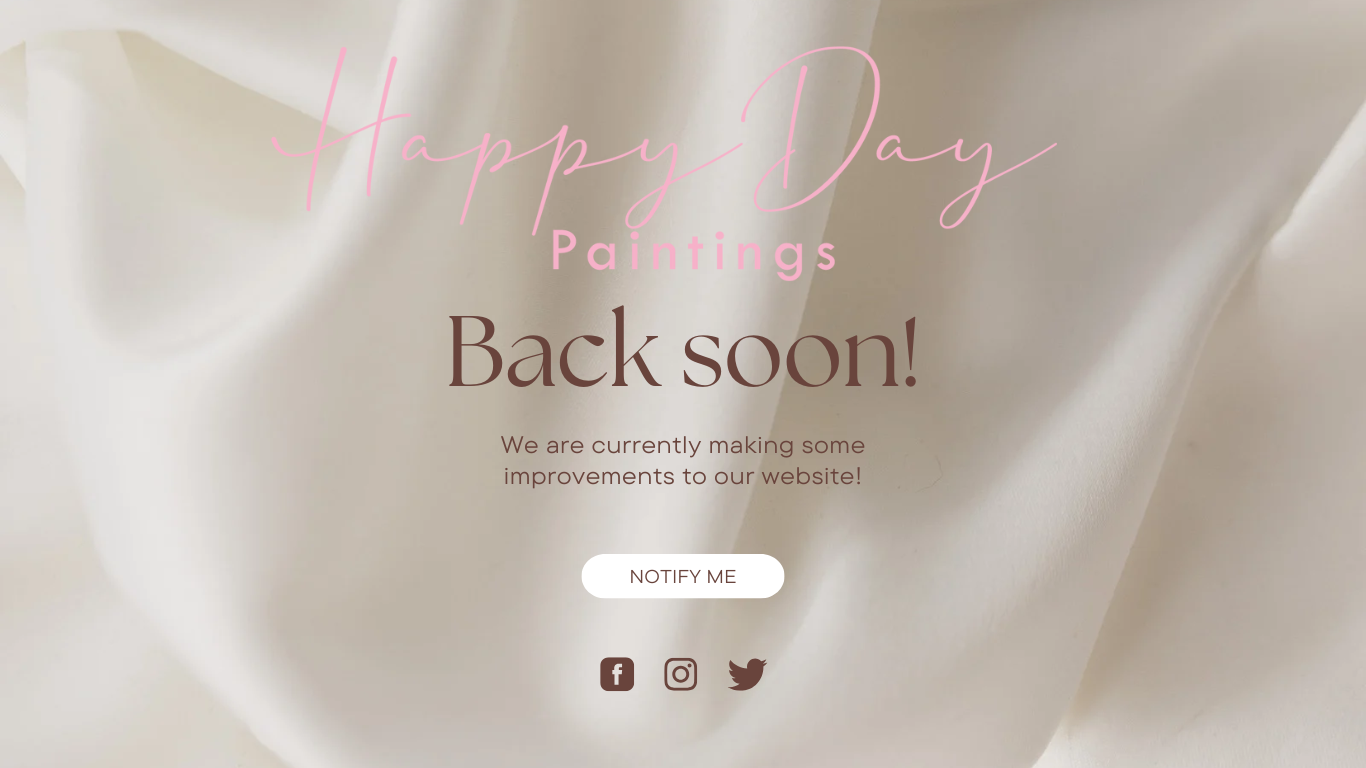 Happy Day
Paintings
Back soon!
We are currently making some
improvements to our website!
NOTIFY ME